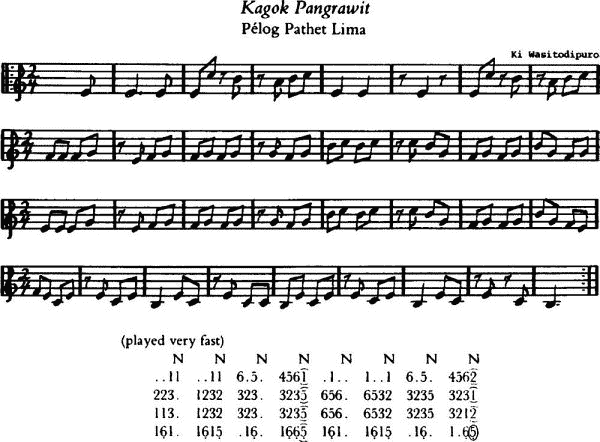 Kagok Pangrawit
Pélog Pathet Lima
Ki Wasitodipuro
(played very fast)
N N N N N N N N
..11 ..11 6.5. 4561 .1.. 1..1 6.5. 4562
223. 1232 323. 3235 656. 6532 3235 3231
113. 1232 323. 3235 656. 6532 3235 3212
161. 1615 .16. 1665 161. 1615 .16. 1.65